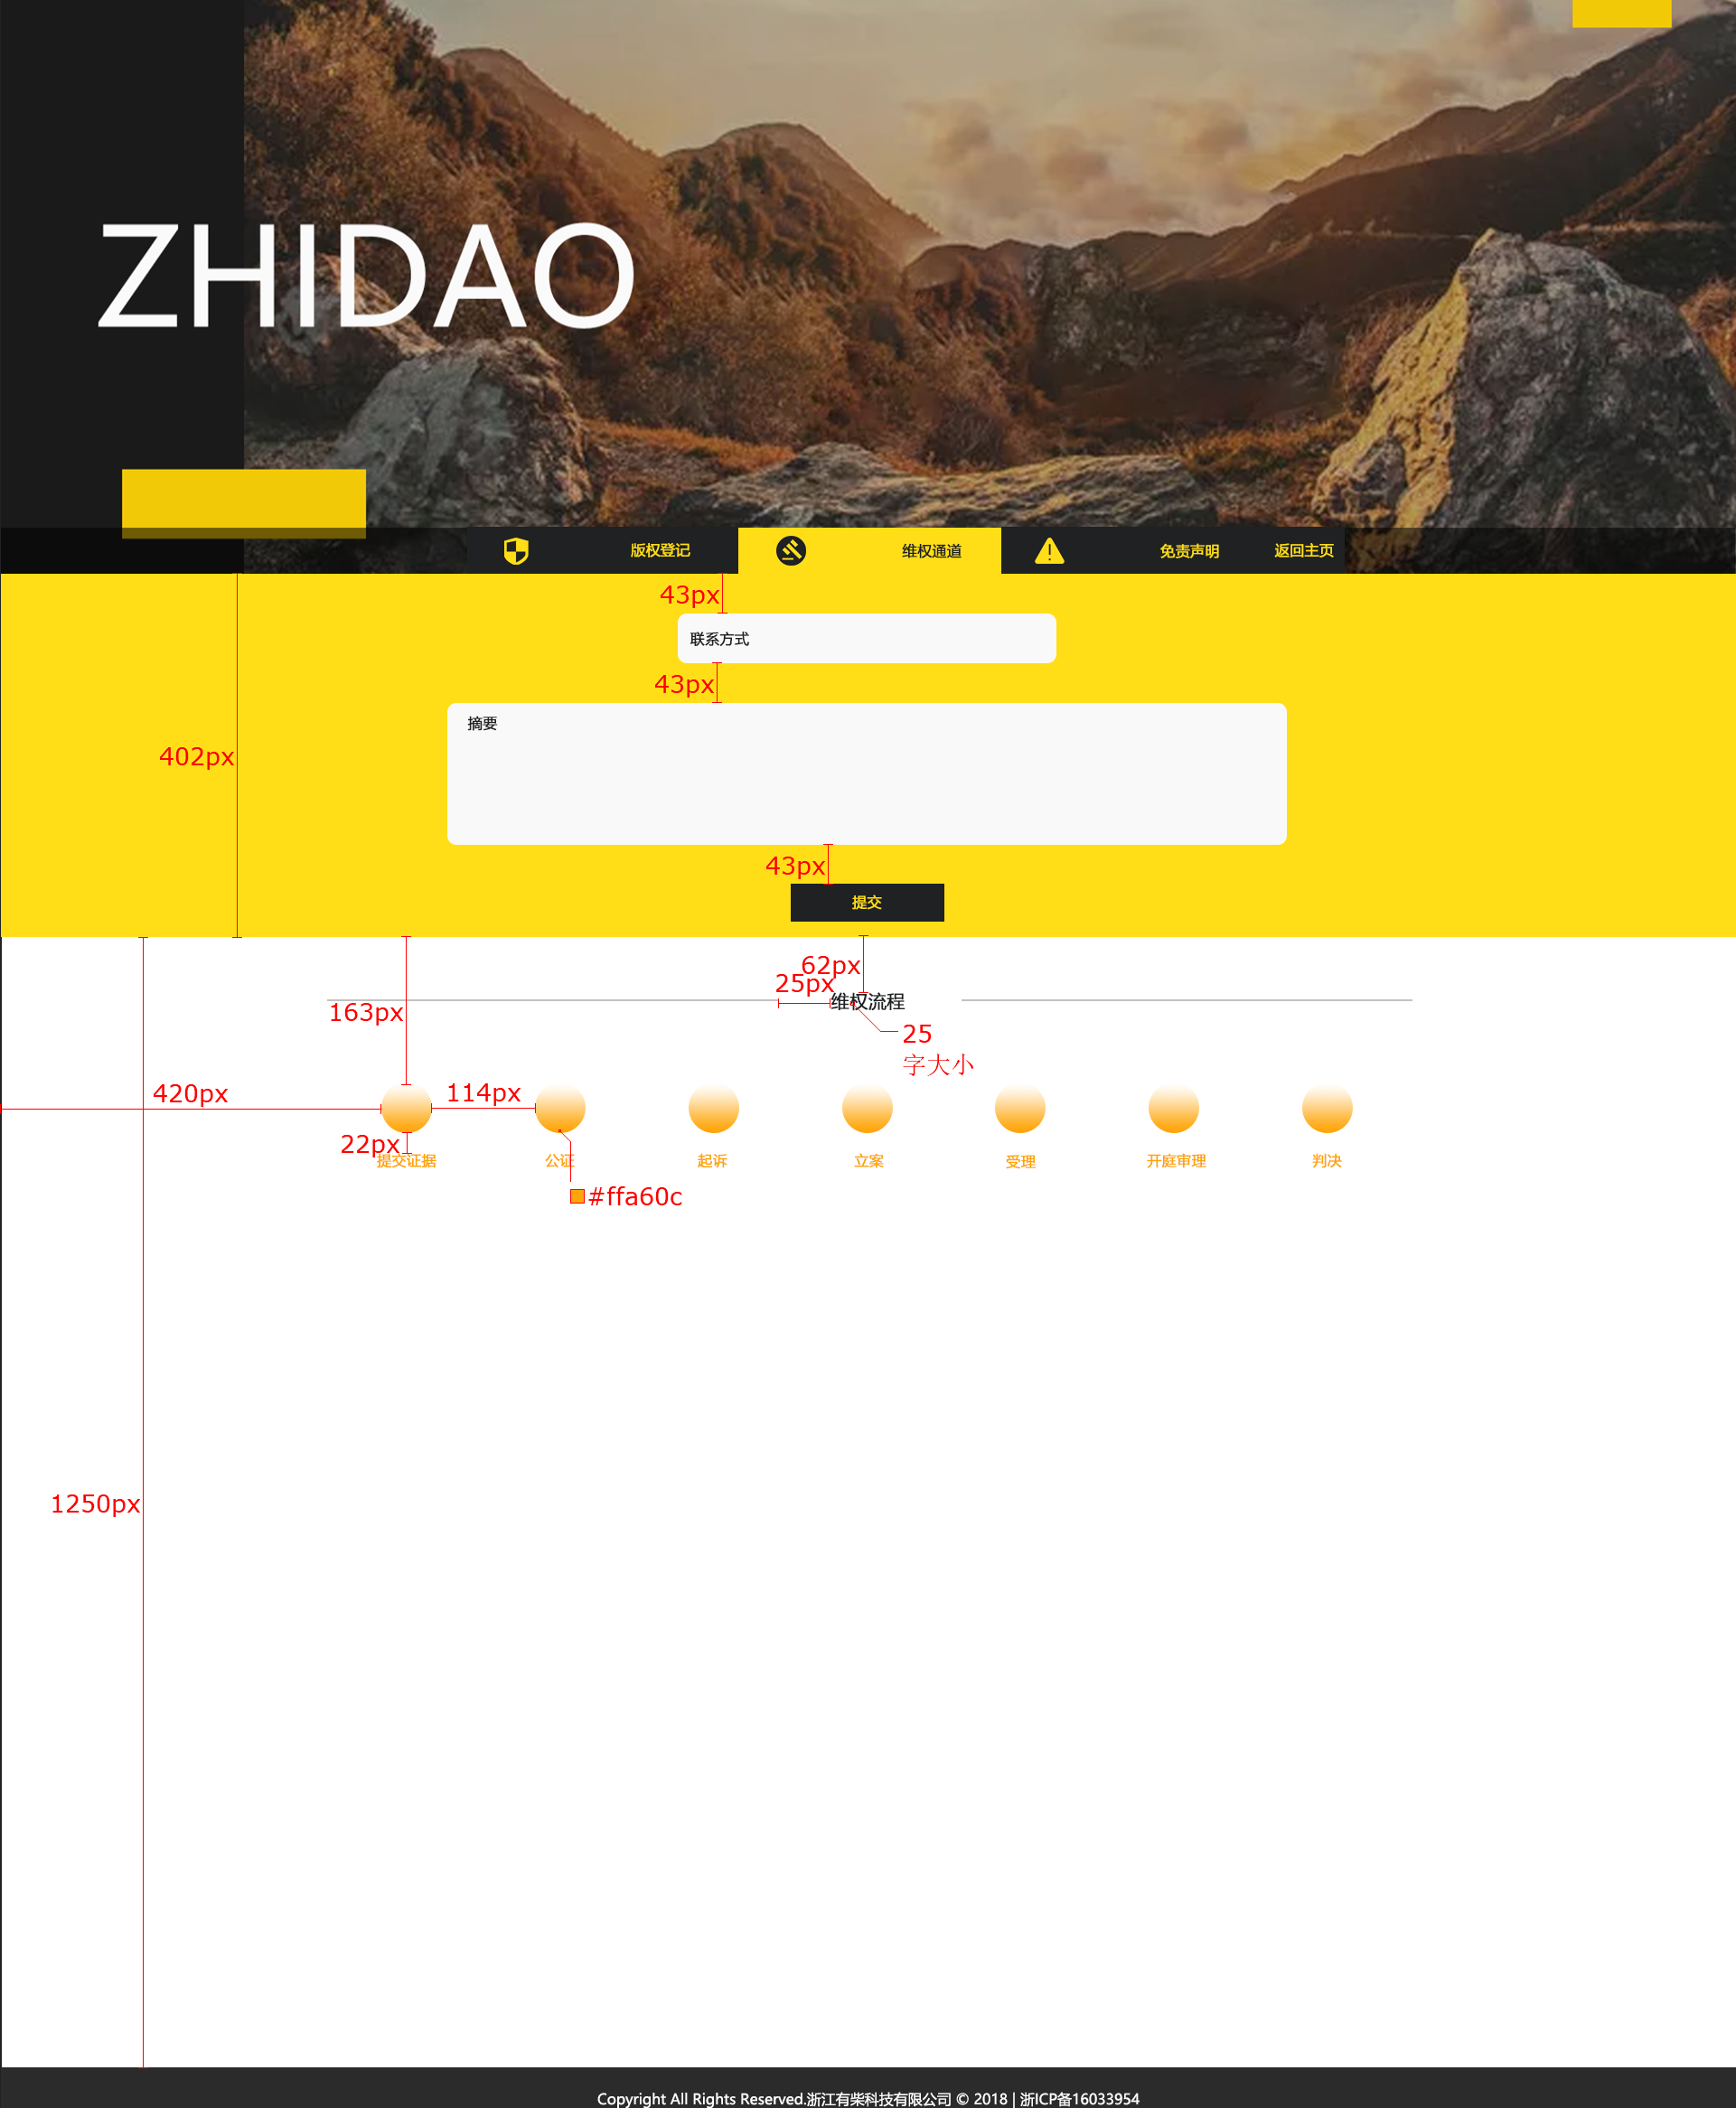 ZHIDAO
版权登记
维权通道
免责声明
返回主页
43px
联系方式
43px
摘要
402px
43px
提交
62px
25px
维权流程
163px
25
字大小
420px
114px
22px
提交证据
公证
起诉
立案
受理
开庭审理
判决
#ffa60c
1250px
Copyright All Rights Reserved.浙江有柴科技有限公司 © 2018 | 浙ICP备16033954